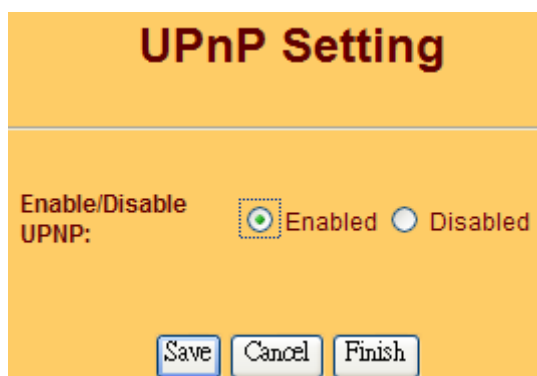 UPnP Setting
Enable/Disable
UPNP:
Enabled Disabled
Save Cancel Finish